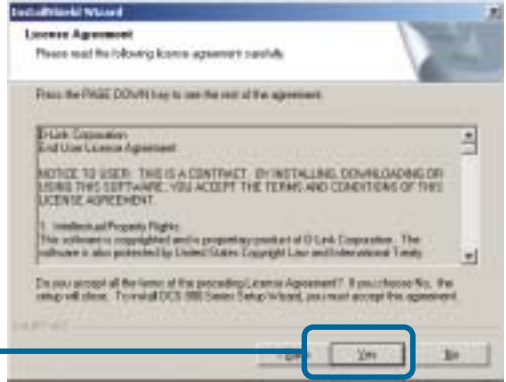 InstallShield Wizard
License Agreement
Please read the following license agreement carefully.
Press the PAGE DOWN key to see the rest of the agreement.
D-Link Corporation
End User License Agreement
NOTICE TO USER: THIS IS A CONTRACT. BY INSTALLING, DOWNLOADING OR
USING THIS SOFTWARE, YOU ACCEPT THE TERMS AND CONDITIONS OF THIS
LICENSE AGREEMENT.
1. Intellectual Property Rights
This software is copyrighted and is proprietary product of D-Link Corporation. The
software is also protected by United States Copyright Law and International Treaty
Do you accept all the terms of the preceding License Agreement? If you choose No, the
setup will close. To install DCS-900 Series Setup Wizard, you must accept this agreement.
InstallShield
< Back
Yes
No